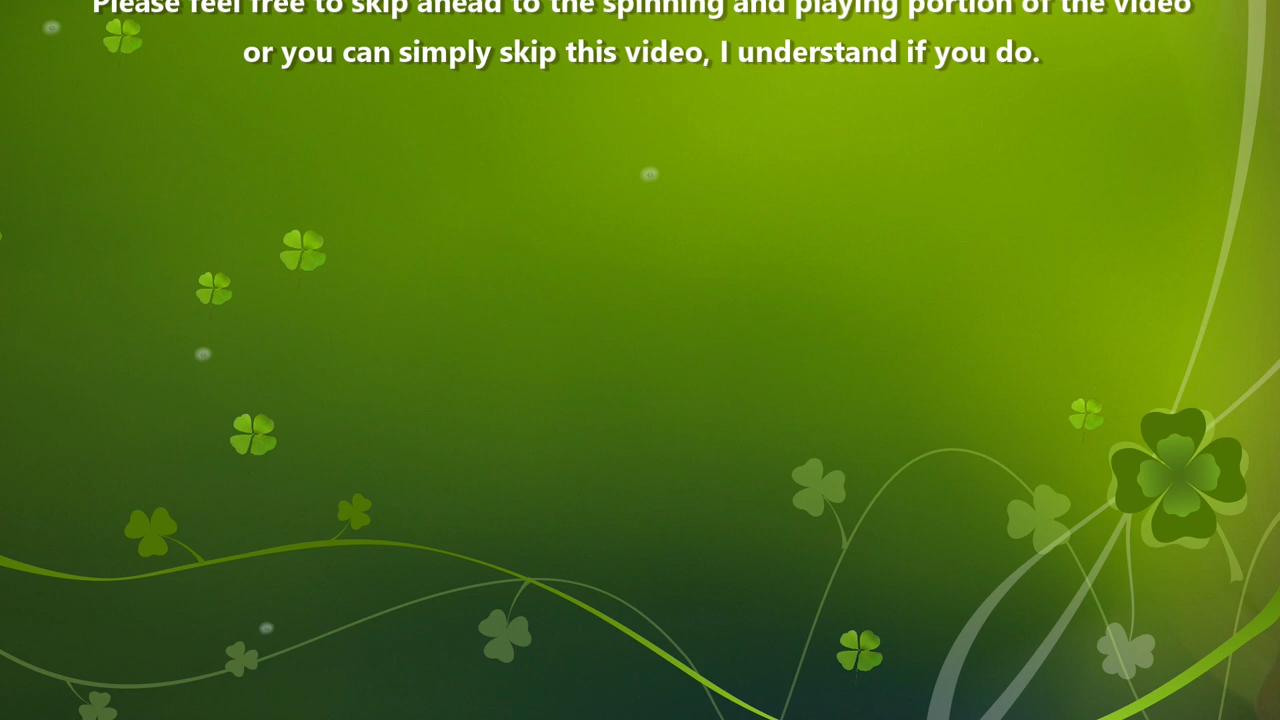 Please feel free to skip ahead to the spinning and playing portion of the video
or you can simply skip this video, I understand if you do.